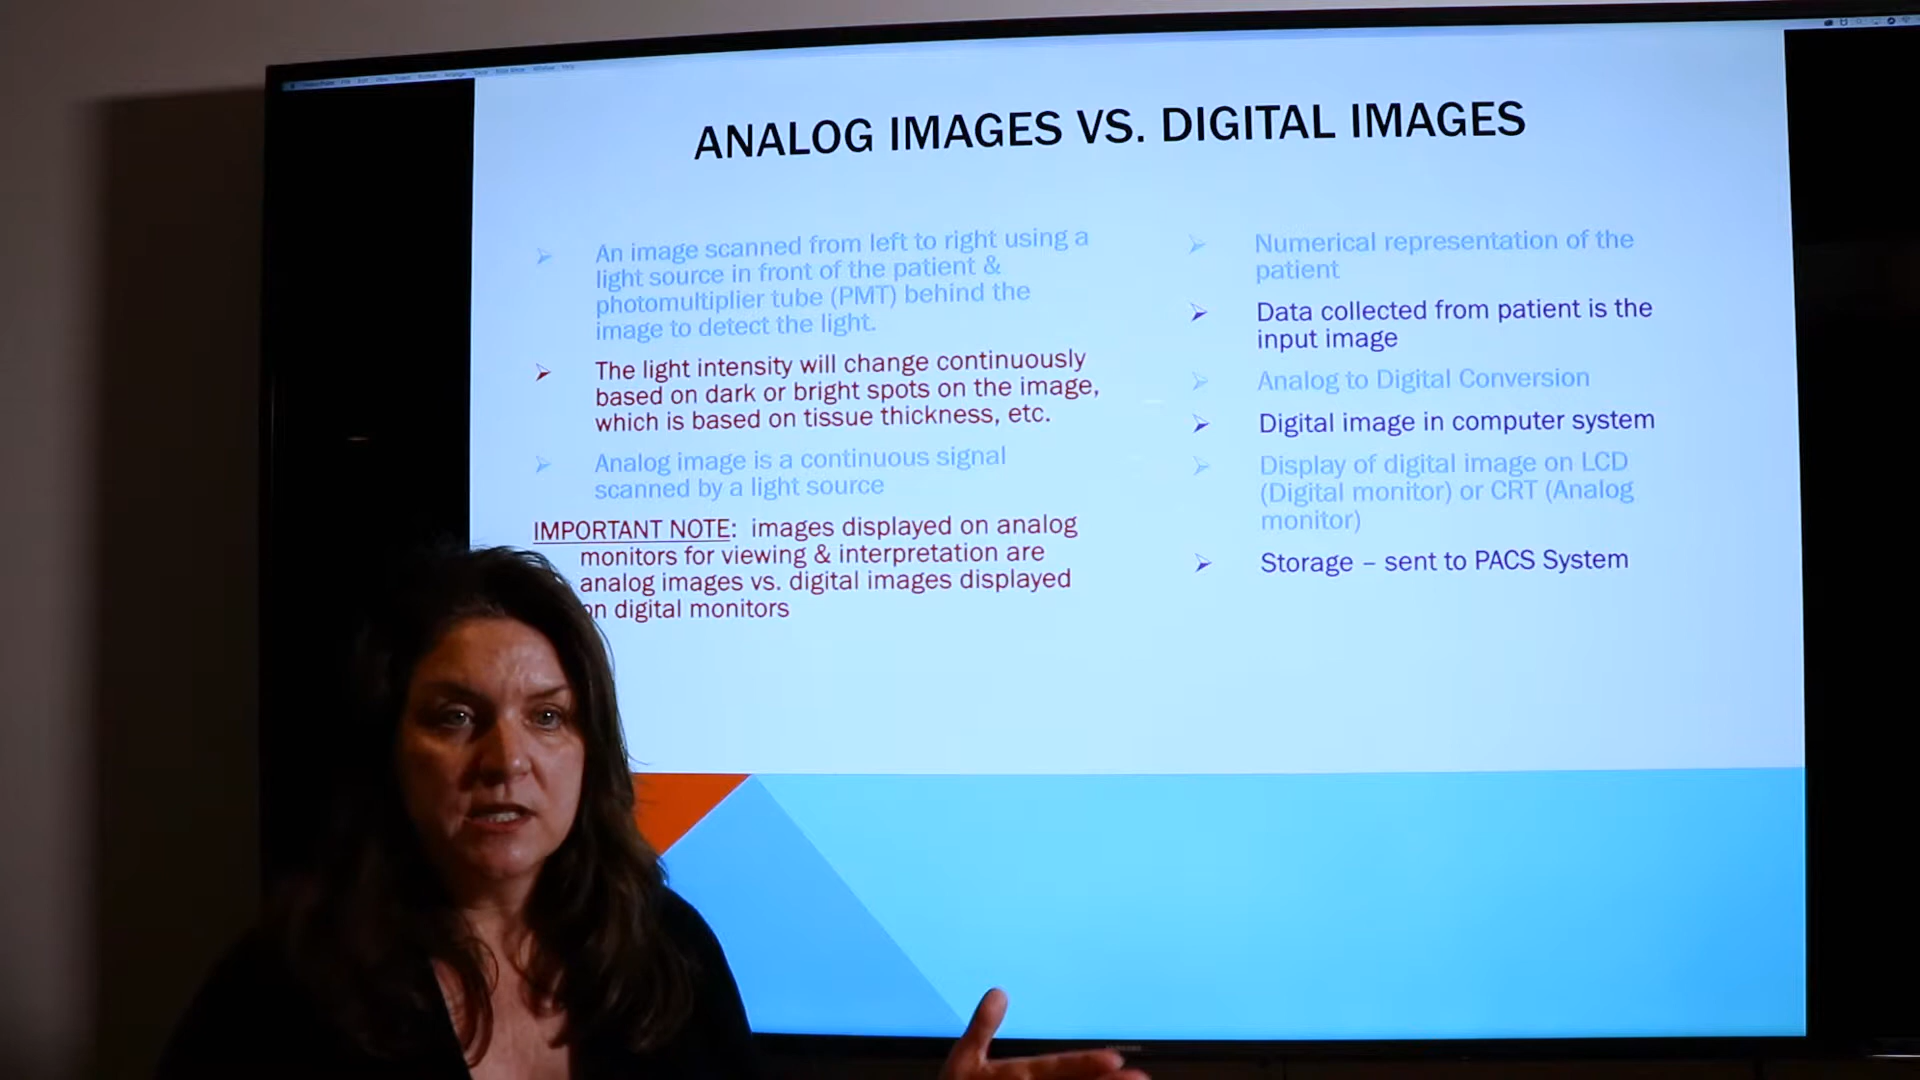 ANALOG IMAGES VS. DIGITAL IMAGES
An image scanned from left to right using a
light source in front of the patient &
photomultiplier tube (PMT) behind the
image to detect the light.
The light intensity will change continuously
based on dark or bright spots on the image,
which is based on tissue thickness, etc.
Analog image is a continuous signal
scanned by a light source
IMPORTANT NOTE: images displayed on analog
monitors for viewing & interpretation are
analog images vs. digital images displayed
digital monitors
Numerical representation of the
patient
Data collected from patient is the
input image
Analog to Digital Conversion
Digital image in computer system
Display of digital image on LCD
(Digital monitor) or CRT (Analog
monitor)
Storage – sent to PACS System